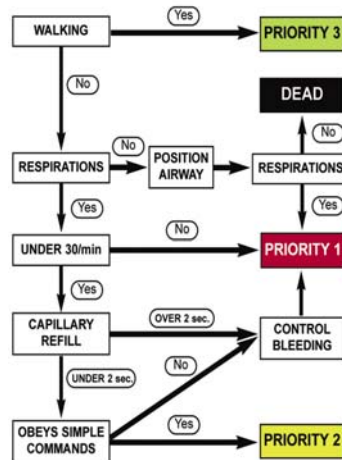 WALKING
Yes
PRIORITY 3
No
DEAD
No
RESPIRATIONS
No
POSITION
AIRWAY
RESPIRATIONS
Yes
Yes
UNDER 30/min
No
PRIORITY 1
Yes
CAPILLARY
REFILL
OVER 2 sec.
CONTROL
BLEEDING
No
UNDER 2 sec.
OBEYS SIMPLE
COMMANDS
Yes
PRIORITY 2